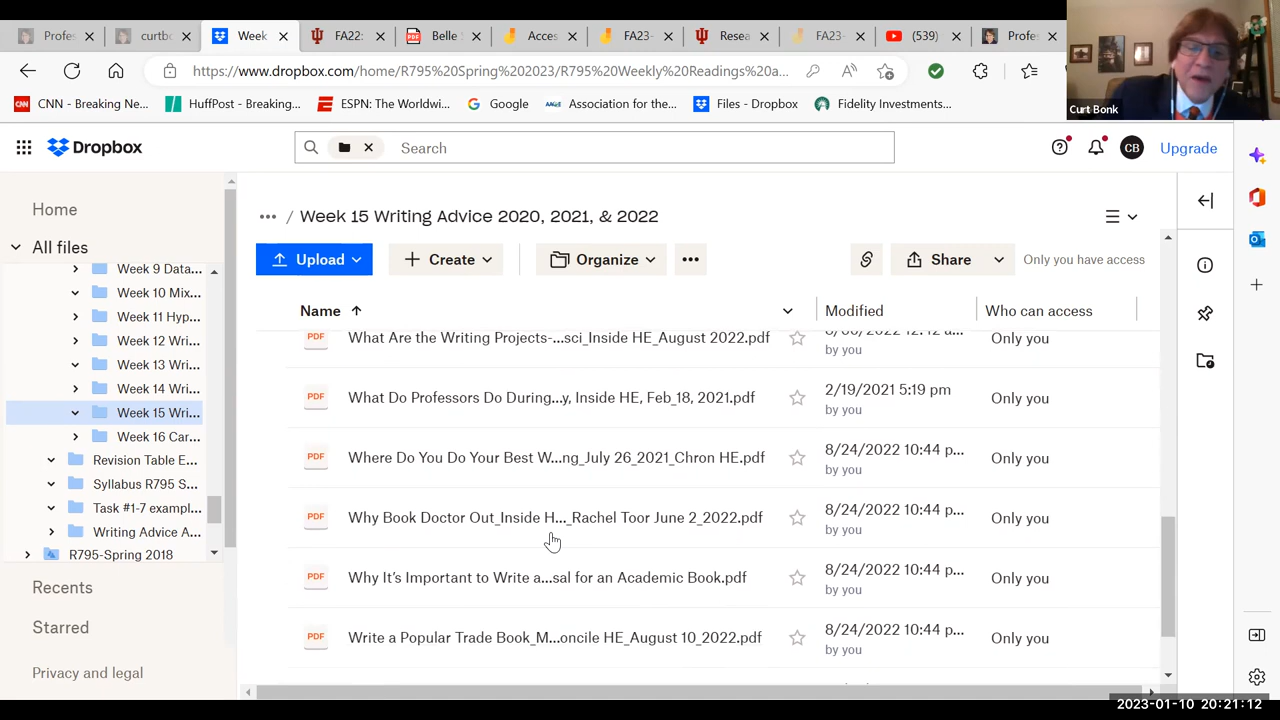 Profes
curtbo
Week
FA22:
Belle
Access
FA23-
Resea
FA23
(539)
Profes
https://www.dropbox.com/home/R795%20Spring%202023/R795%20Weekly%20Readings%20a...
CNN - Breaking Ne...
HuffPost - Breaking...
ESPN: The Worldwi...
Google
Association for the...
Files - Dropbox
Fidelity Investments...
Curt Bonk
Dropbox
Search
CB
Upgrade
Home
All files
Week 9 Data...
Week 10 Mix...
Week 11 Hyp...
Week 12 Wri...
Week 13 Wri...
Week 14 Wri...
Week 15 Wri...
Week 16 Car...
Revision Table E...
Syllabus R795 S...
Task #1-7 exampl...
Writing Advice A...
R795-Spring 2018
Recents
Starred
Privacy and legal
... / Week 15 Writing Advice 2020, 2021, & 2022
Upload
Create
Organize
Share
Only you have access
Name
Modified
Who can access
PDF What Are the Writing Projects-...sci_Inside HE_August 2022.pdf
by you
Only you
PDF What Do Professors Do During...y, Inside HE, Feb_18, 2021.pdf
2/19/2021 5:19 pm
by you
Only you
PDF Where Do You Do Your Best W...ng_July 26_2021_Chron HE.pdf
8/24/2022 10:44 p...
by you
Only you
PDF Why Book Doctor Out_Inside H..._Rachel Toor June 2_2022.pdf
8/24/2022 10:44 p...
by you
Only you
PDF Why It’s Important to Write a...sal for an Academic Book.pdf
8/24/2022 10:44 p...
by you
Only you
PDF Write a Popular Trade Book_M...oncile HE_August 10_2022.pdf
8/24/2022 10:44 p...
by you
Only you
2023-01-10 20:21:12